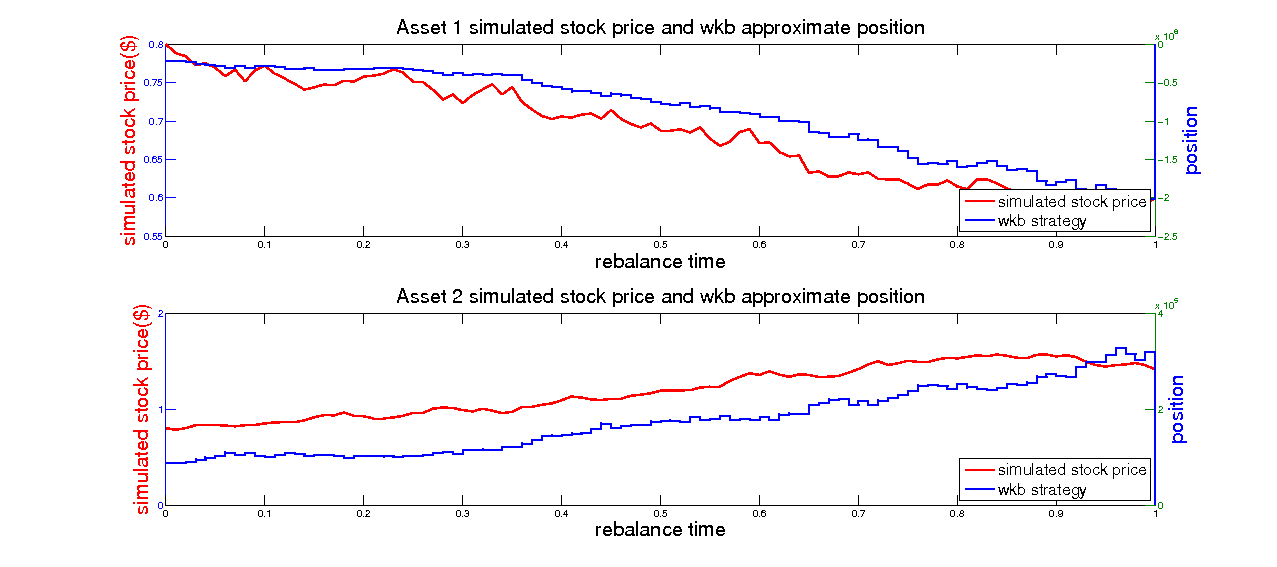 Asset 1 simulated stock price and wkb approximate position
simulated stock price($)
0.8
0.75
0.7
0.65
0.6
0.55
0 0.1 0.2 0.3 0.4 0.5 0.6 0.7 0.8 0.9 1
rebalance time
0
-0.5
-1
-1.5
-2
-2.5
position
simulated stock price
wkb strategy
Asset 2 simulated stock price and wkb approximate position
simulated stock price($)
2
1
0
0 0.1 0.2 0.3 0.4 0.5 0.6 0.7 0.8 0.9 1
rebalance time
4
2
0
position
simulated stock price
wkb strategy